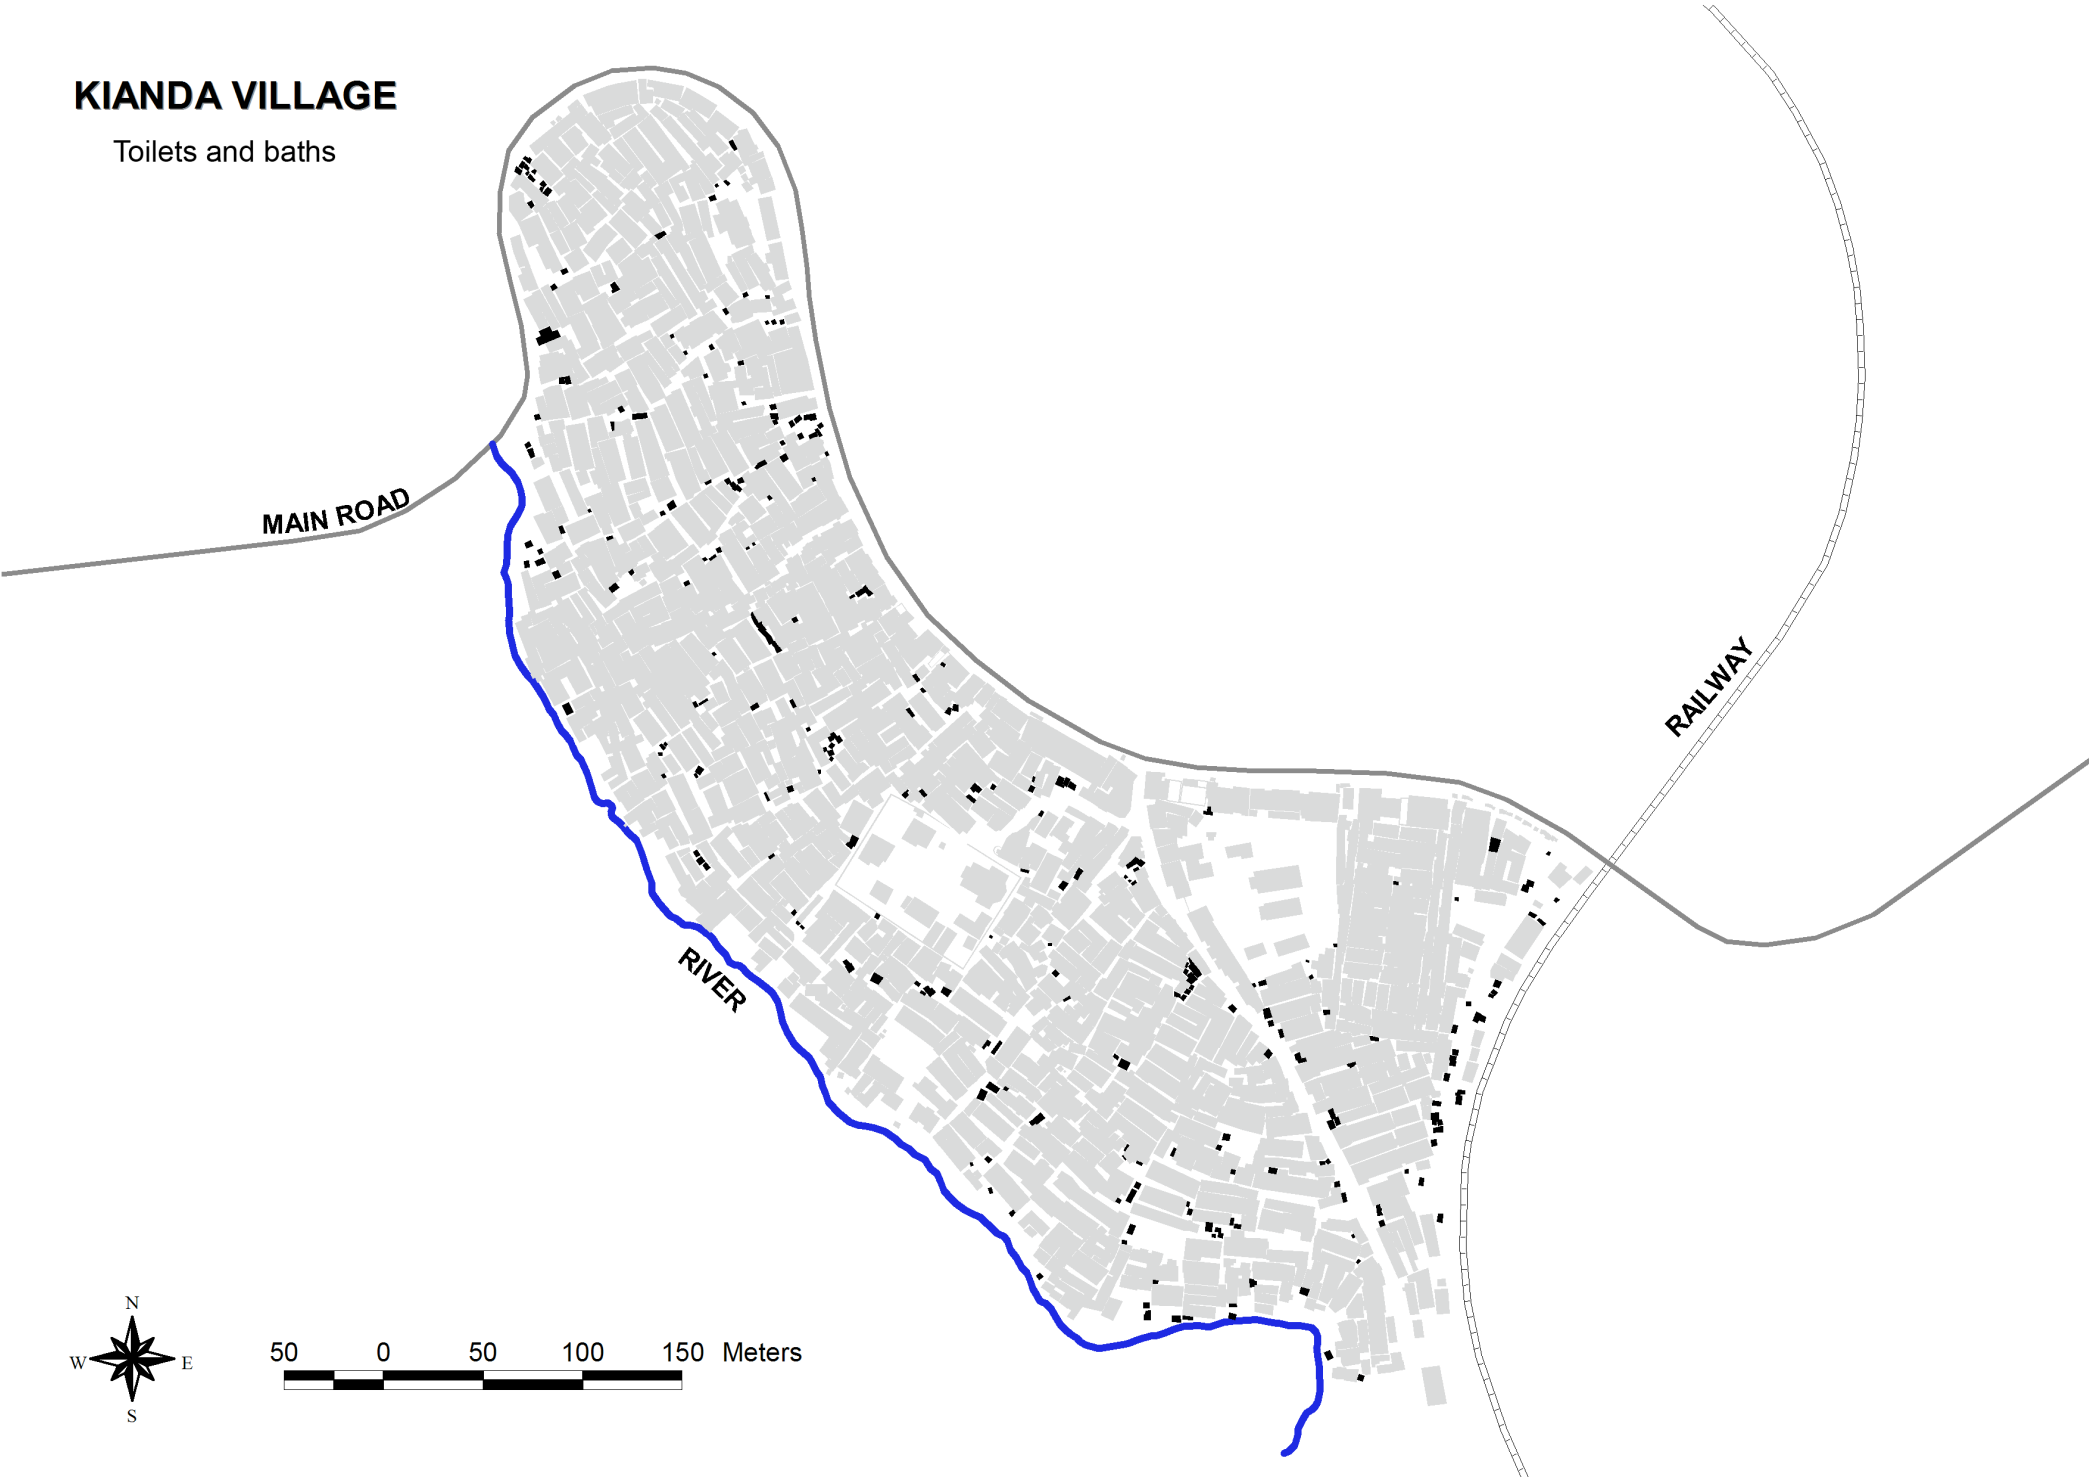 KIANDA VILLAGE
Toilets and baths
MAIN ROAD
RAILWAY
RIVER
N
W E
S
50 0 50 100 150 Meters